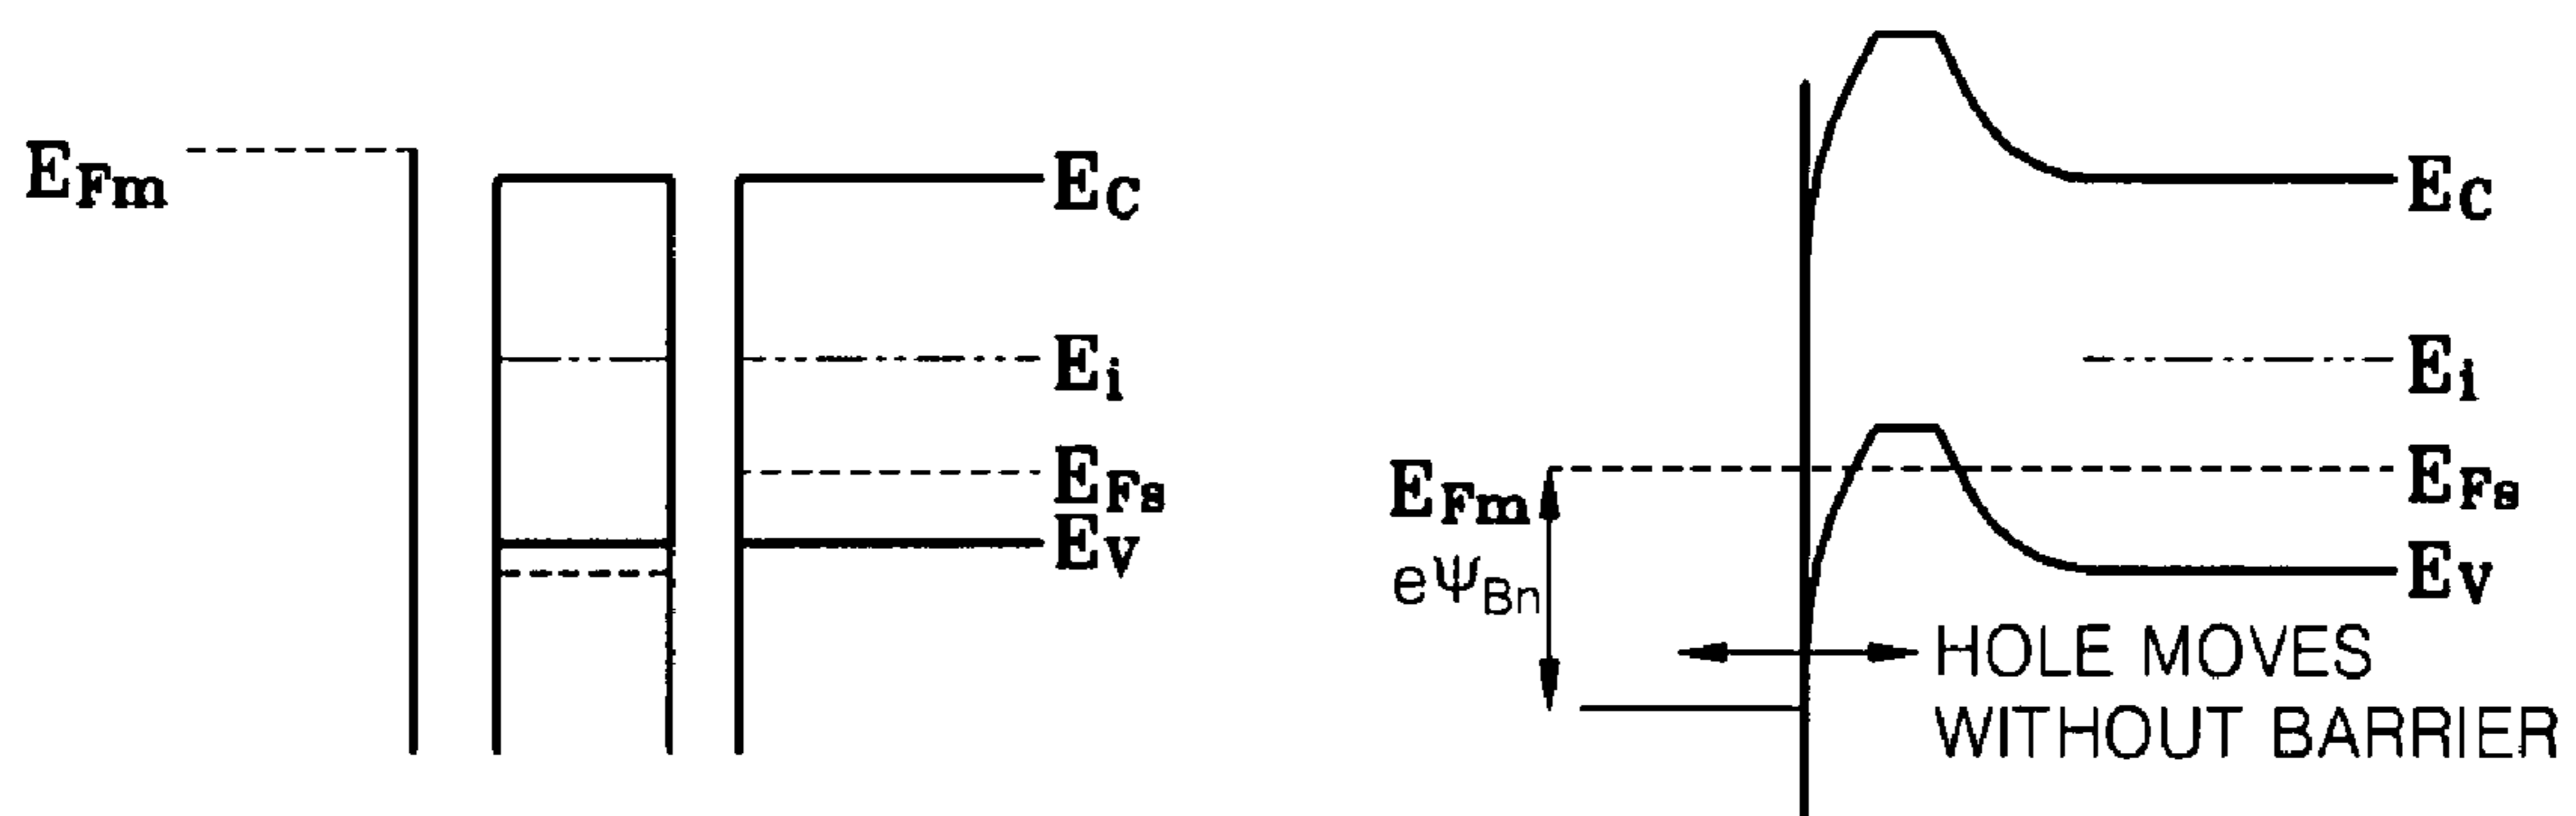 E_Fm
E_C
E_i
E_Fs
E_V
E_C
E_i
E_Fm
E_Fs
eψ_Bn
E_V
HOLE MOVES
WITHOUT BARRIER